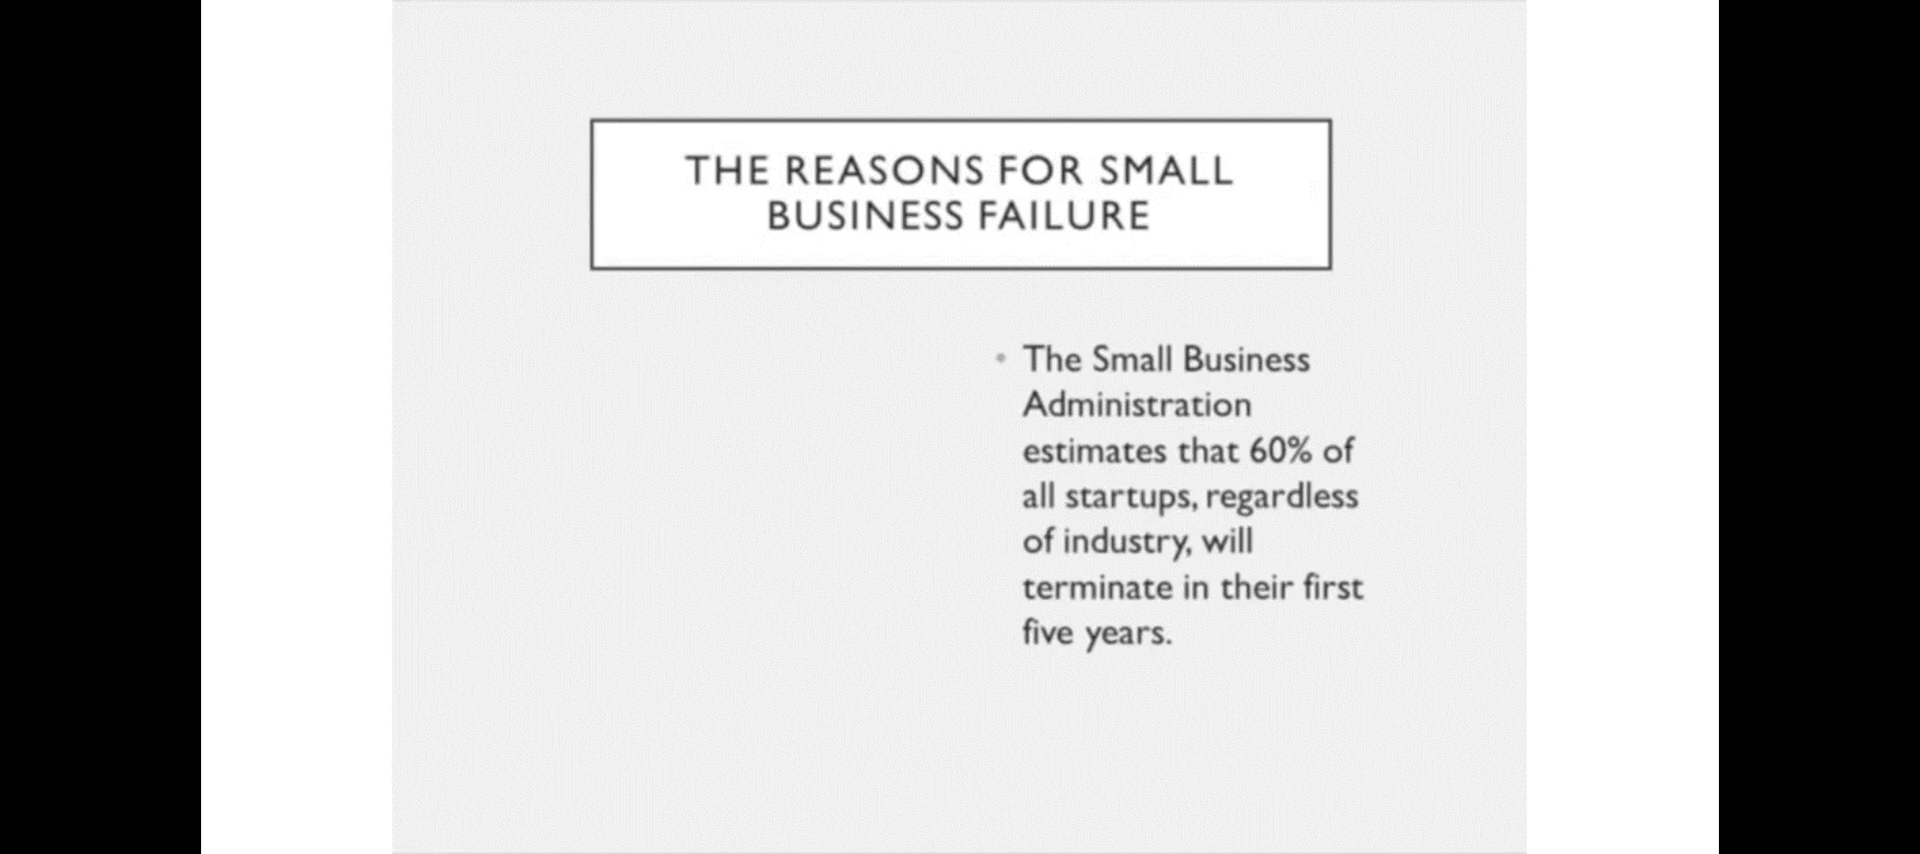 THE REASONS FOR SMALL
BUSINESS FAILURE
• The Small Business
Administration
estimates that 60% of
all startups, regardless
of industry, will
terminate in their first
five years.